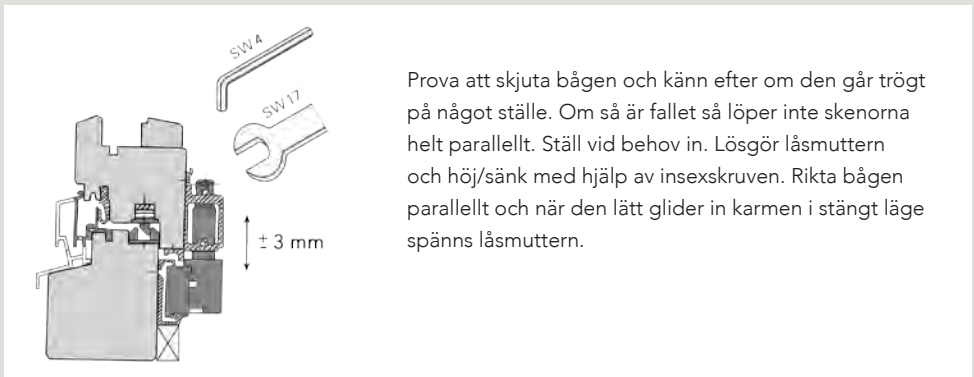 SW 4
SW 17
± 3 mm
Prova att skjuta bågen och känn efter om den går trögt
på något ställe. Om så är fallet så löper inte skenorna
helt parallellt. Ställ vid behov in. Lösgör låsmuttern
och höj/sänk med hjälp av insexskruven. Rikta bågen
parallellt och när den lätt glider in karmen i stängt läge
spänns låsmuttern.